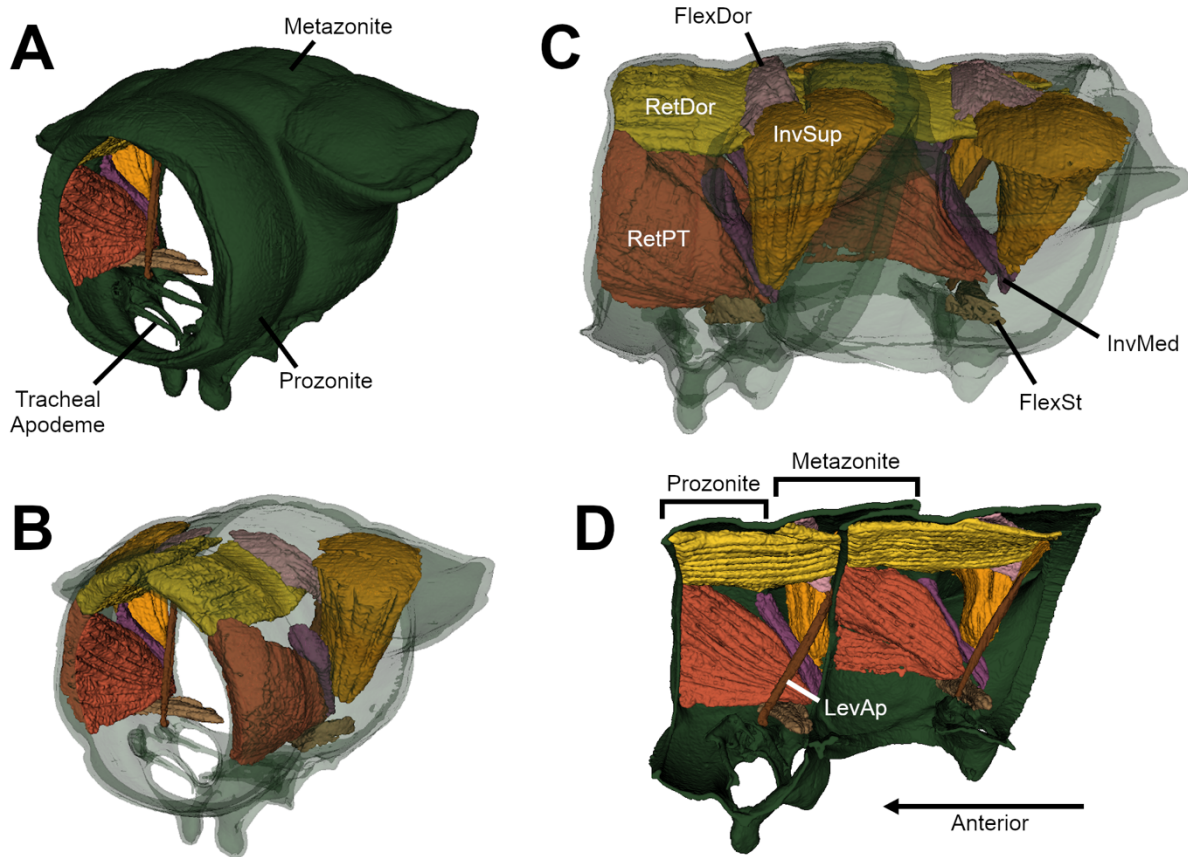 A
Metazonite
Tracheal
Apodeme
Prozonite
B
C
FlexDor
RetDor
InvSup
RetPT
InvMed
FlexSt
D
Prozonite
Metazonite
LevAp
Anterior